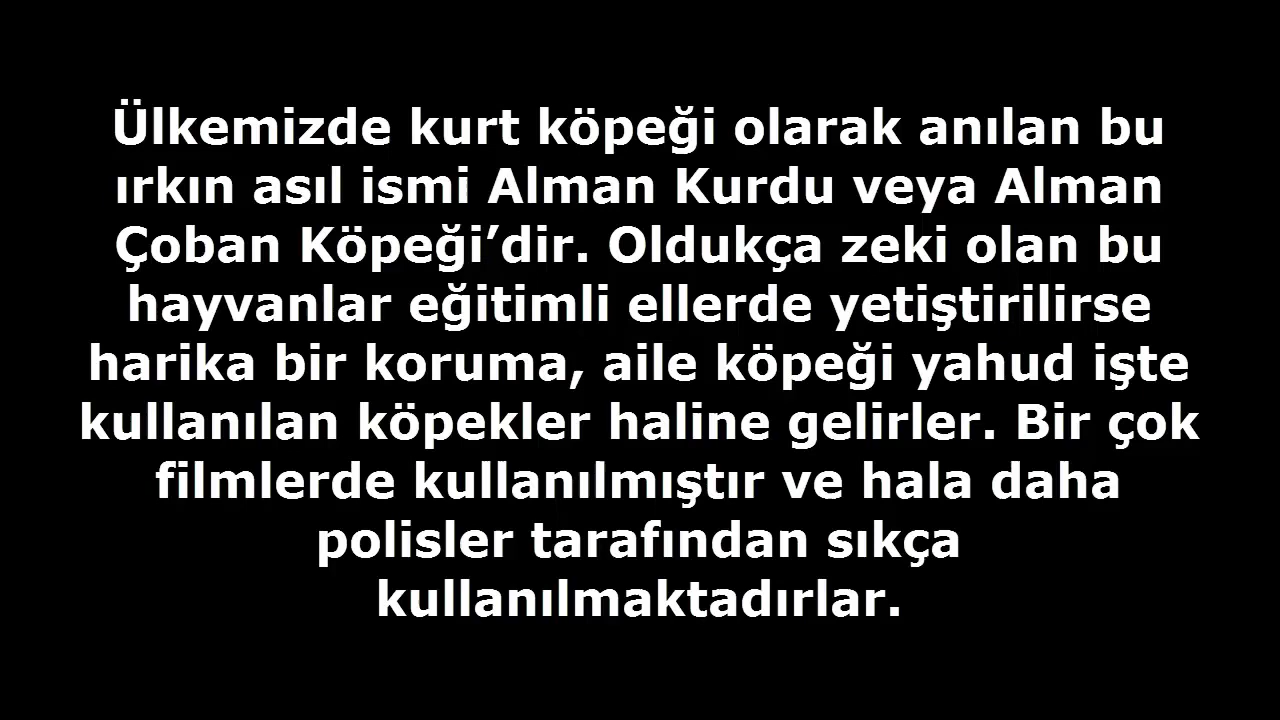 Ülkemizde kurt köpeği olarak anılan bu
ırkın asıl ismi Alman Kurdu veya Alman
Çoban Köpeği’dir. Oldukça zeki olan bu
hayvanlar eğitimli ellerde yetiştirilirse
harika bir koruma, aile köpeği yahud işte
kullanılan köpekler haline gelirler. Bir çok
filmlerde kullanılmıştır ve hala daha
polisler tarafından sıkça
kullanılmaktadırlar.